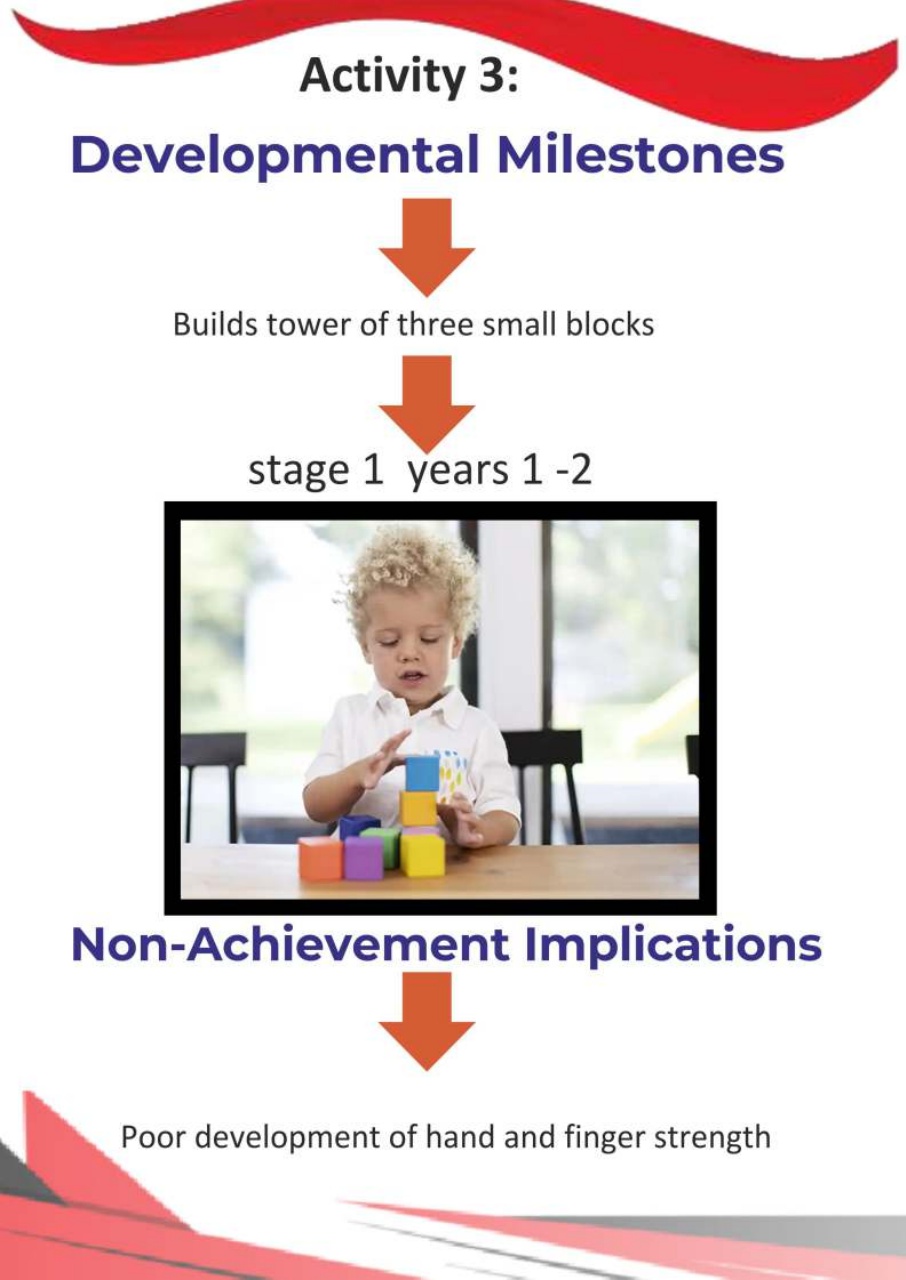 Activity 3:
Developmental Milestones
Builds tower of three small blocks
stage 1 years 1 -2
Non-Achievement Implications
Poor development of hand and finger strength